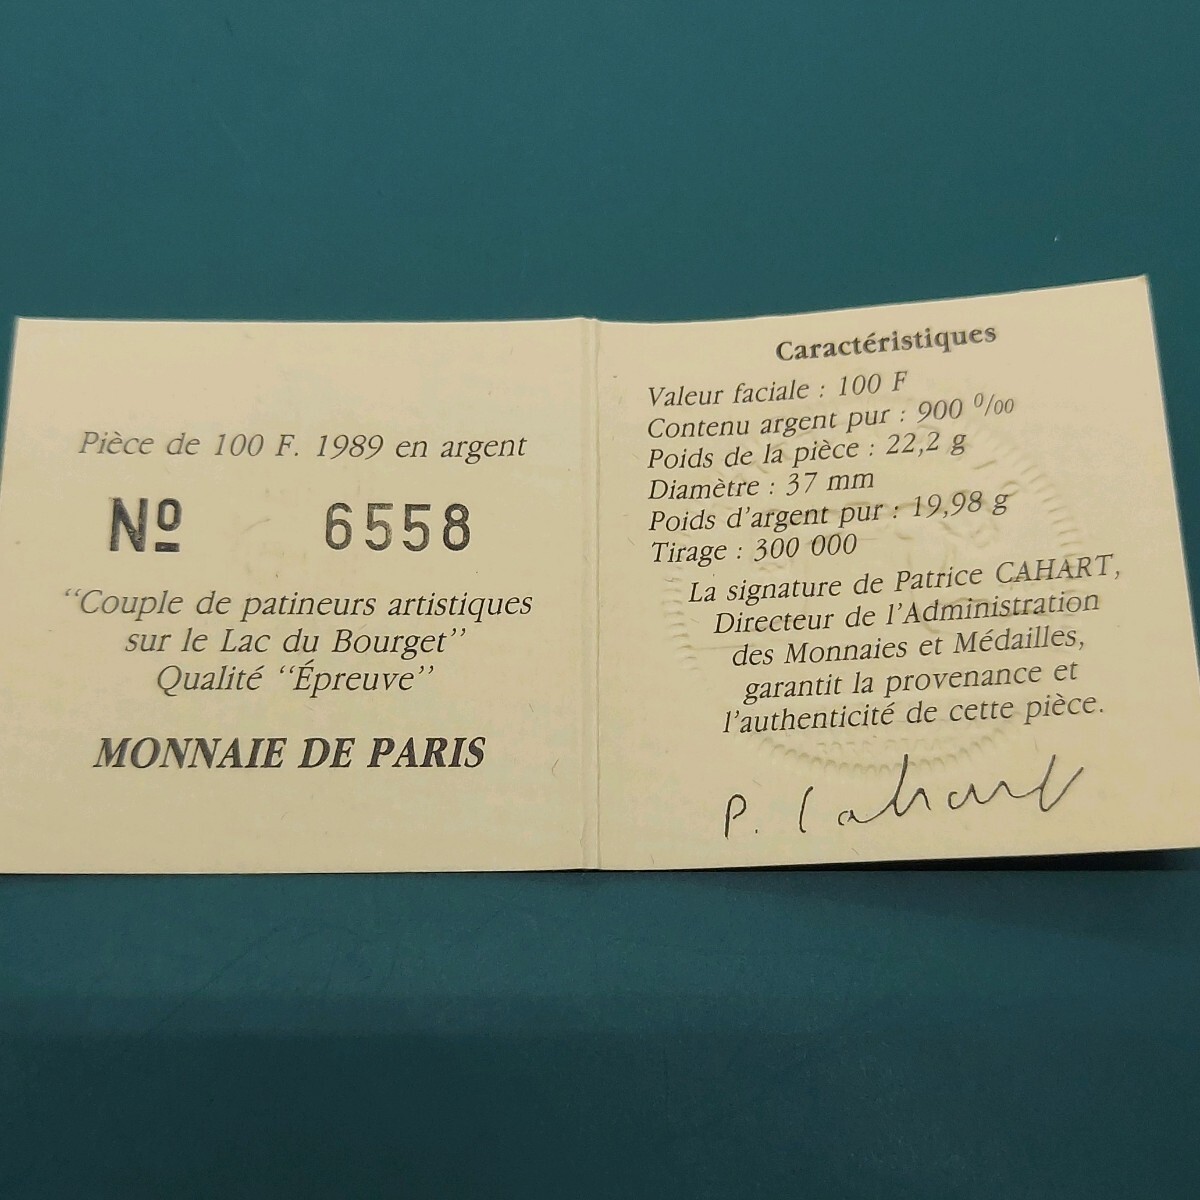 Pièce de 100 F. 1989 en argent
Nº 6558
“Couple de patineurs artistiques
sur le Lac du Bourget”
Qualité “Épreuve”
MONNAIE DE PARIS
Caractéristiques
Valeur faciale : 100 F
Contenu argent pur : 900 ⁰/₀₀
Poids de la pièce : 22,2 g
Diamètre : 37 mm
Poids d’argent pur : 19,98 g
Tirage : 300 000
La signature de Patrice CAHART,
Directeur de l’Administration
des Monnaies et Médailles,
garantit la provenance et
l’authenticité de cette pièce.
P. Cahart